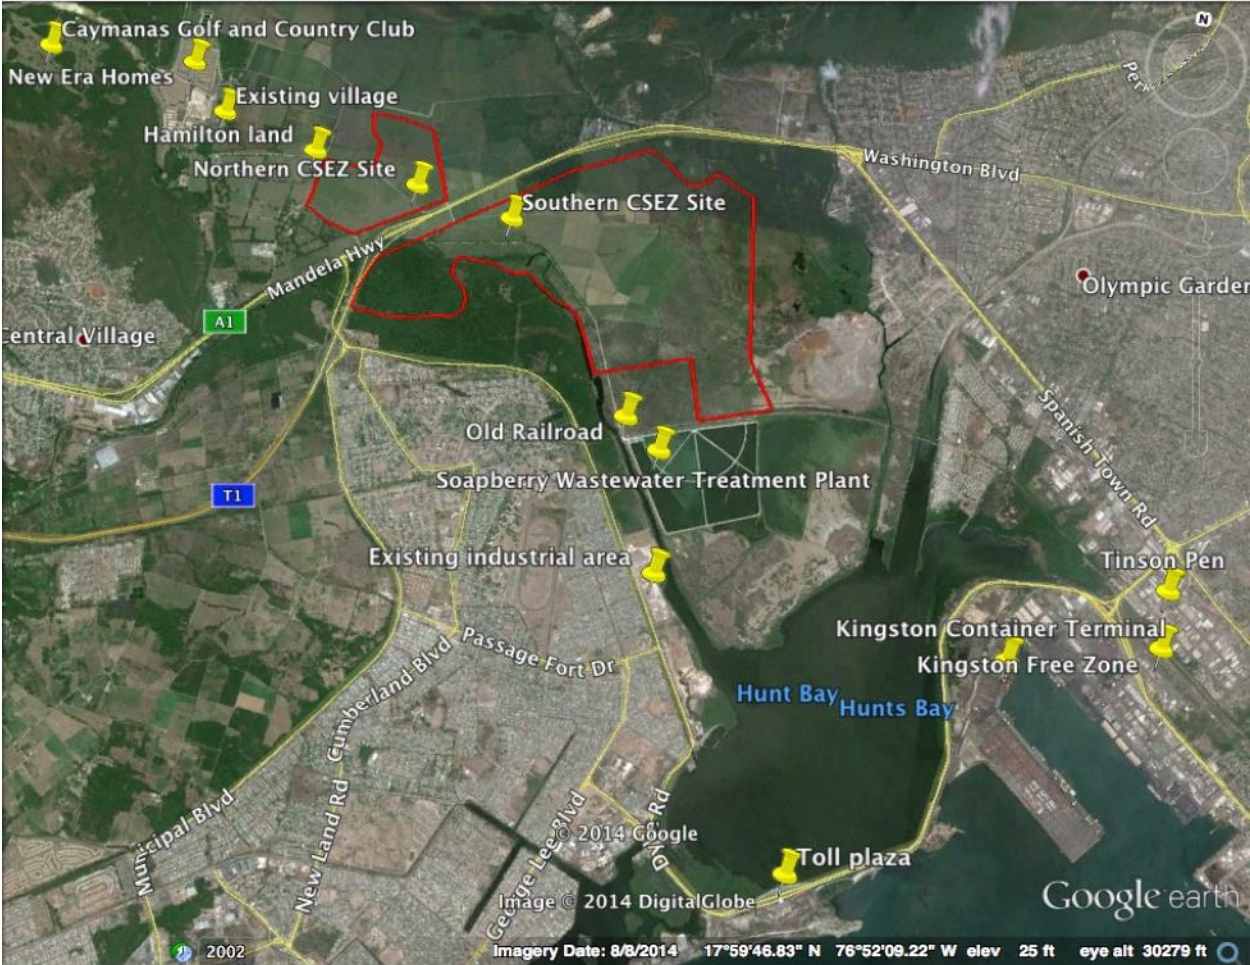 N
Caymanas Golf and Country Club
New Era Homes
Existing village
Hamilton land
Northern CSEZ Site
Perk
Washington Blvd
Southern CSEZ Site
Mandela Hwy
Olympic Garden
A1
Central Village
Old Railroad
Spanish Town Rd
Soapberry Wastewater Treatment Plant
T1
Existing industrial area
Tinson Pen
Kingston Container Terminal
Passage Fort Dr
Kingston Free Zone
Cumberland Blvd
Hunt Bay
Hunts Bay
Municipal Blvd
New Land Rd
George Lee Blvd
Dyke Rd
© 2014 Google
Toll plaza
Image © 2014 DigitalGlobe
Google earth
2002
Imagery Date: 8/8/2014 17°59'46.83" N 76°52'09.22" W elev 25 ft eye alt 30279 ft